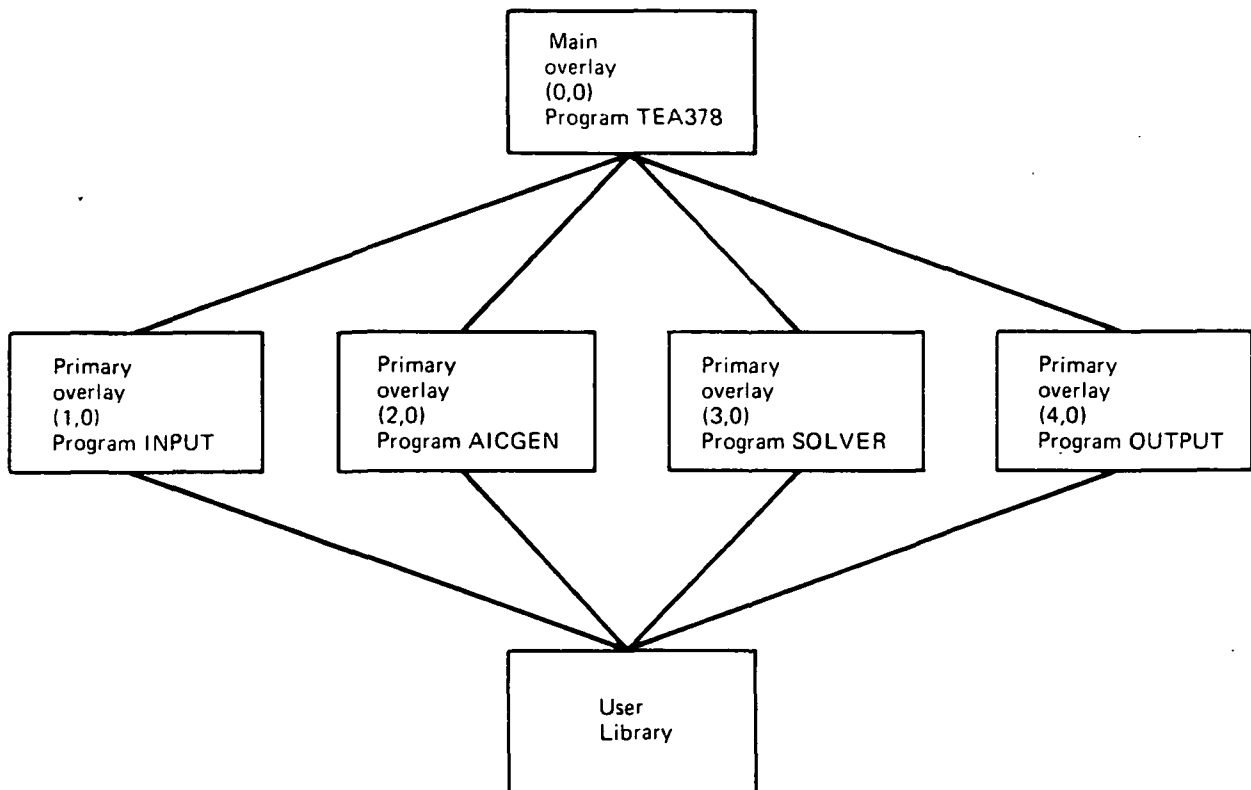 Main
overlay
(0,0)
Program TEA378
Primary
overlay
(1,0)
Program INPUT
Primary
overlay
(2,0)
Program AICGEN
Primary
overlay
(3,0)
Program SOLVER
Primary
overlay
(4,0)
Program OUTPUT
User
Library